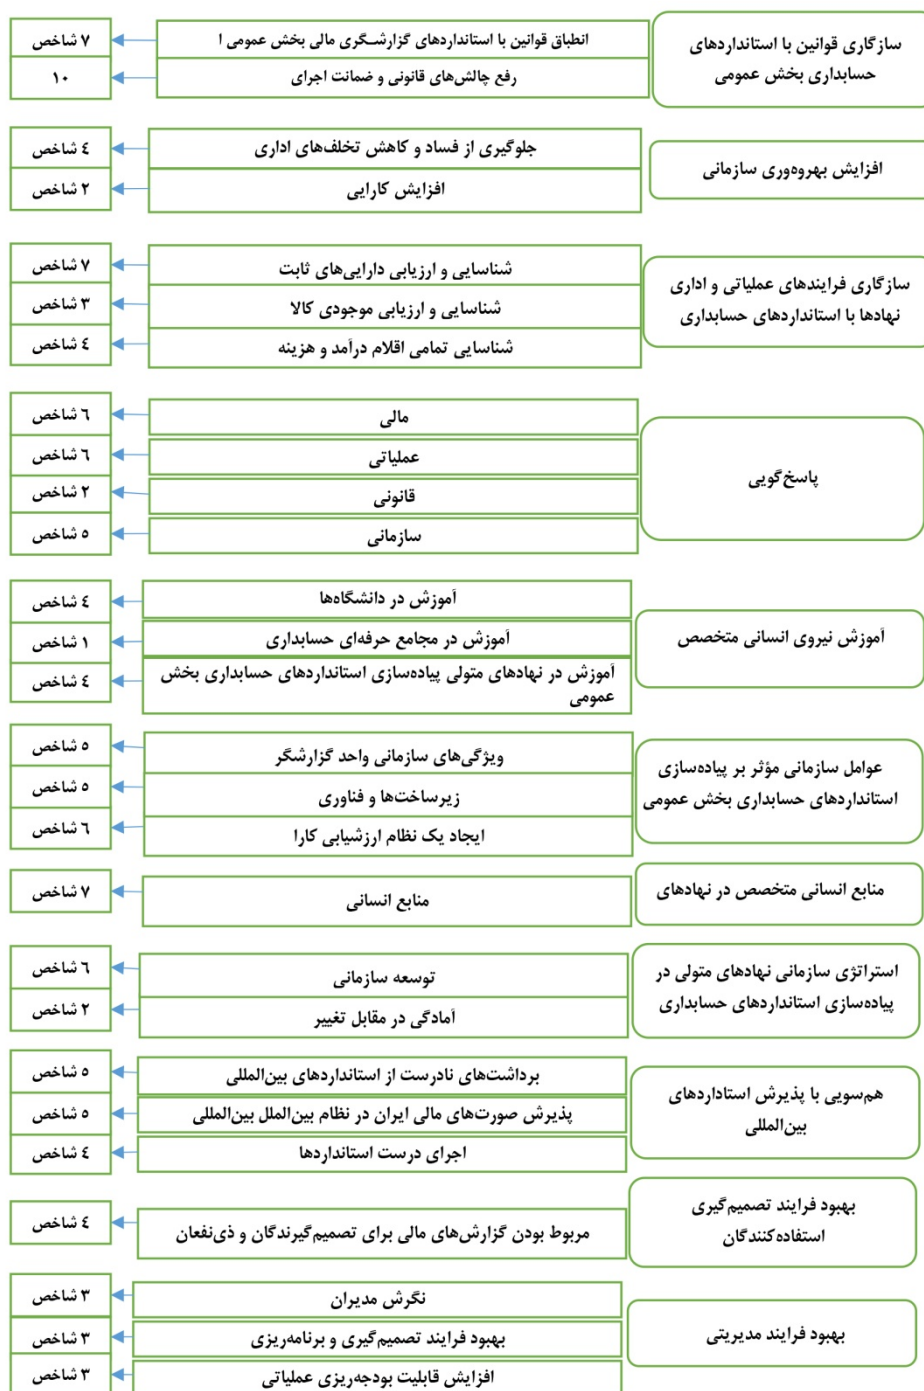 سازگاری قوانین با استانداردهای
حسابداری بخش عمومی
انطباق قوانین با استانداردهای گزارشگری مالی بخش عمومی ا
۷ شاخص
رفع چالش‌های قانونی و ضمانت اجرای
۱۰
افزایش بهروه‌وری سازمانی
جلوگیری از فساد و کاهش تخلف‌های اداری
٤ شاخص
افزایش کارایی
۲ شاخص
سازگاری فرایندهای عملیاتی و اداری
نهادها با استانداردهای حسابداری
شناسایی و ارزیابی دارایی‌های ثابت
۷ شاخص
شناسایی و ارزیابی موجودی کالا
۳ شاخص
شناسایی تمامی اقلام درآمد و هزینه
٤ شاخص
پاسخ‌گویی
مالی
٦ شاخص
عملیاتی
٦ شاخص
قانونی
۲ شاخص
سازمانی
٥ شاخص
آموزش نیروی انسانی متخصص
آموزش در دانشگاه‌ها
٤ شاخص
آموزش در مجامع حرفه‌ای حسابداری
۱ شاخص
آموزش در نهادهای متولی پیاده‌سازی استانداردهای حسابداری بخش
عمومی
٤ شاخص
عوامل سازمانی مؤثر بر پیاده‌سازی
استانداردهای حسابداری بخش عمومی
ویژگی‌های سازمانی واحد گزارشگر
٥ شاخص
زیرساخت‌ها و فناوری
٥ شاخص
ایجاد یک نظام ارزشیابی کارا
٦ شاخص
منابع انسانی متخصص در نهادهای
منابع انسانی
۷ شاخص
استراتژی سازمانی نهادهای متولی در
پیاده‌سازی استانداردهای حسابداری
توسعه سازمانی
٦ شاخص
آمادگی در مقابل تغییر
۲ شاخص
هم‌سویی با پذیرش استاداردهای
بین‌المللی
برداشت‌های نادرست از استانداردهای بین‌المللی
٥ شاخص
پذیرش صورت‌های مالی ایران در نظام بین‌الملل بین‌المللی
٥ شاخص
اجرای درست استانداردها
٤ شاخص
بهبود فرایند تصمیم‌گیری
استفاده‌کنندگان
مربوط بودن گزارش‌های مالی برای تصمیم‌گیرندگان و ذی‌نفعان
٤ شاخص
بهبود فرایند مدیریتی
نگرش مدیران
۳ شاخص
بهبود فرایند تصمیم‌گیری و برنامه‌ریزی
۳ شاخص
افزایش قابلیت بودجه‌ریزی عملیاتی
۳ شاخص